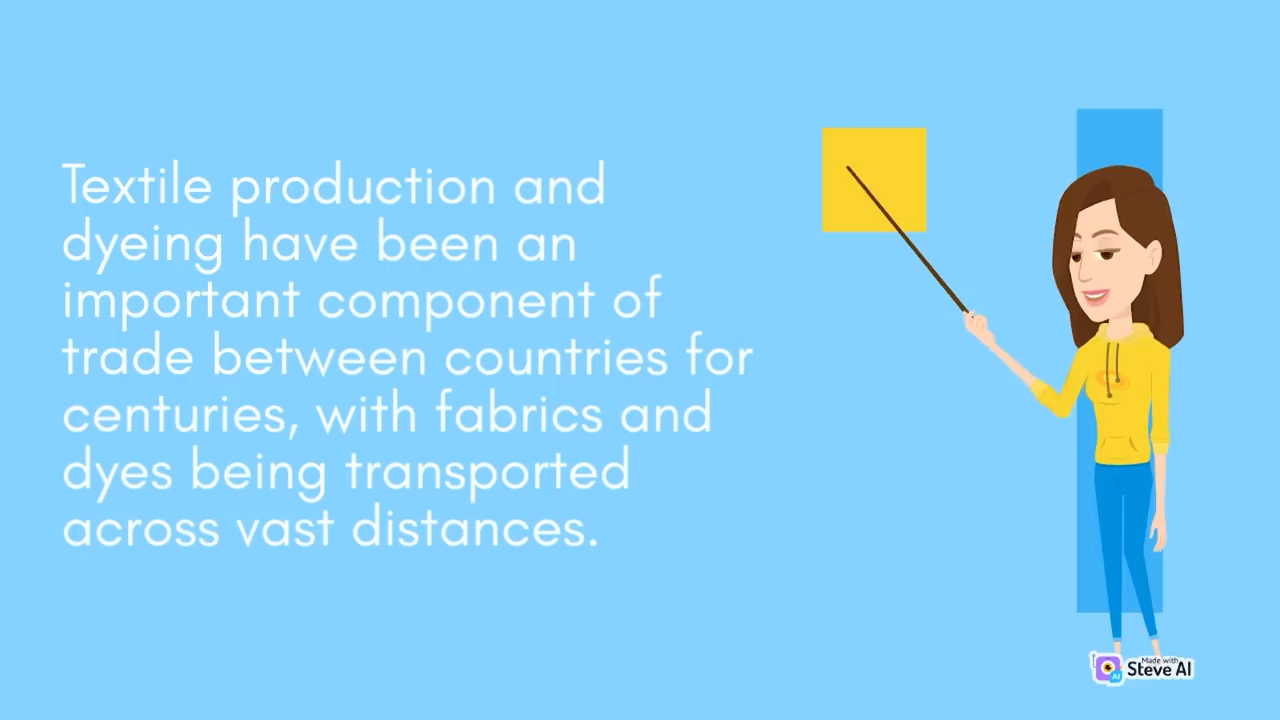 Textile production and
dyeing have been an
important component of
trade between countries for
centuries, with fabrics and
dyes being transported
across vast distances.
Made with
Steve AI
AI